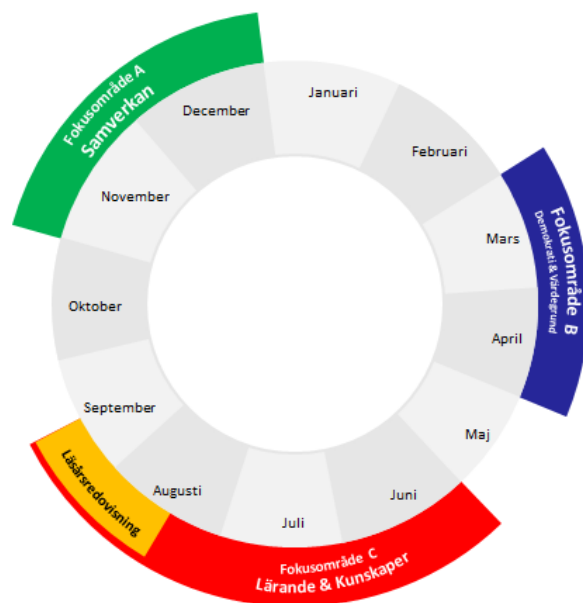 Januari
Februari
Mars
April
Maj
Juni
Juli
Augusti
September
Oktober
November
December
Fokusområde A
Samverkan
Fokusområde B
Demokrati & Värdegrund
Fokusområde C
Lärande & Kunskaper
Läsårsredovisning